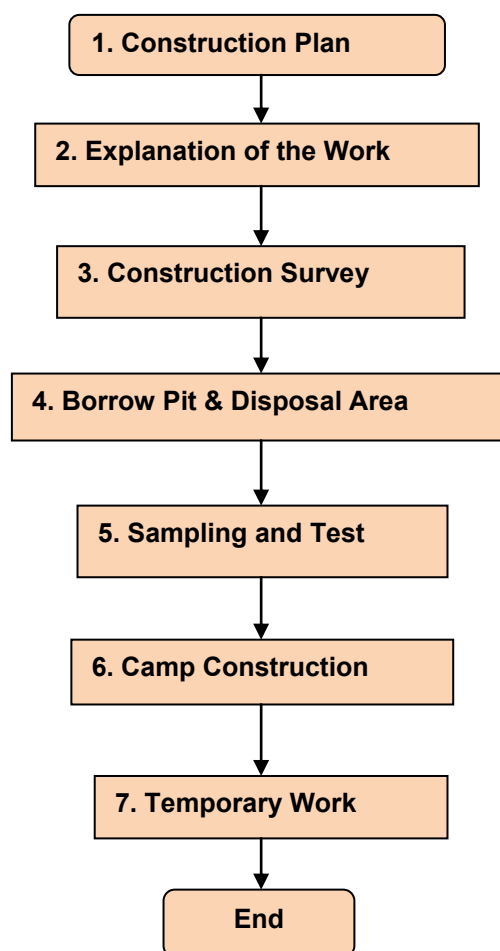 1. Construction Plan
2. Explanation of the Work
3. Construction Survey
4. Borrow Pit & Disposal Area
5. Sampling and Test
6. Camp Construction
7. Temporary Work
End